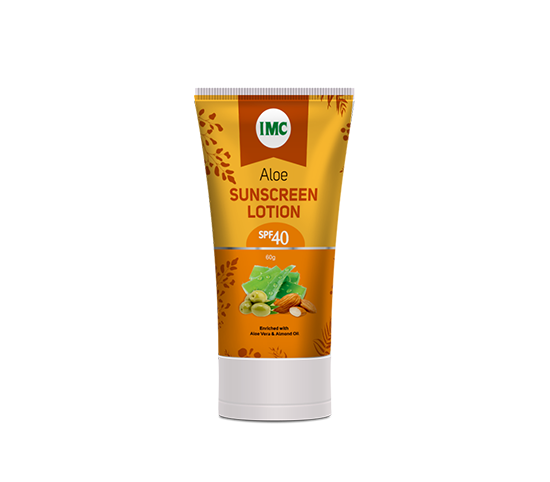 IMC
Aloe
SUNSCREEN
LOTION
SPF40
60g
Enriched with
Aloe Vera & Almond Oil